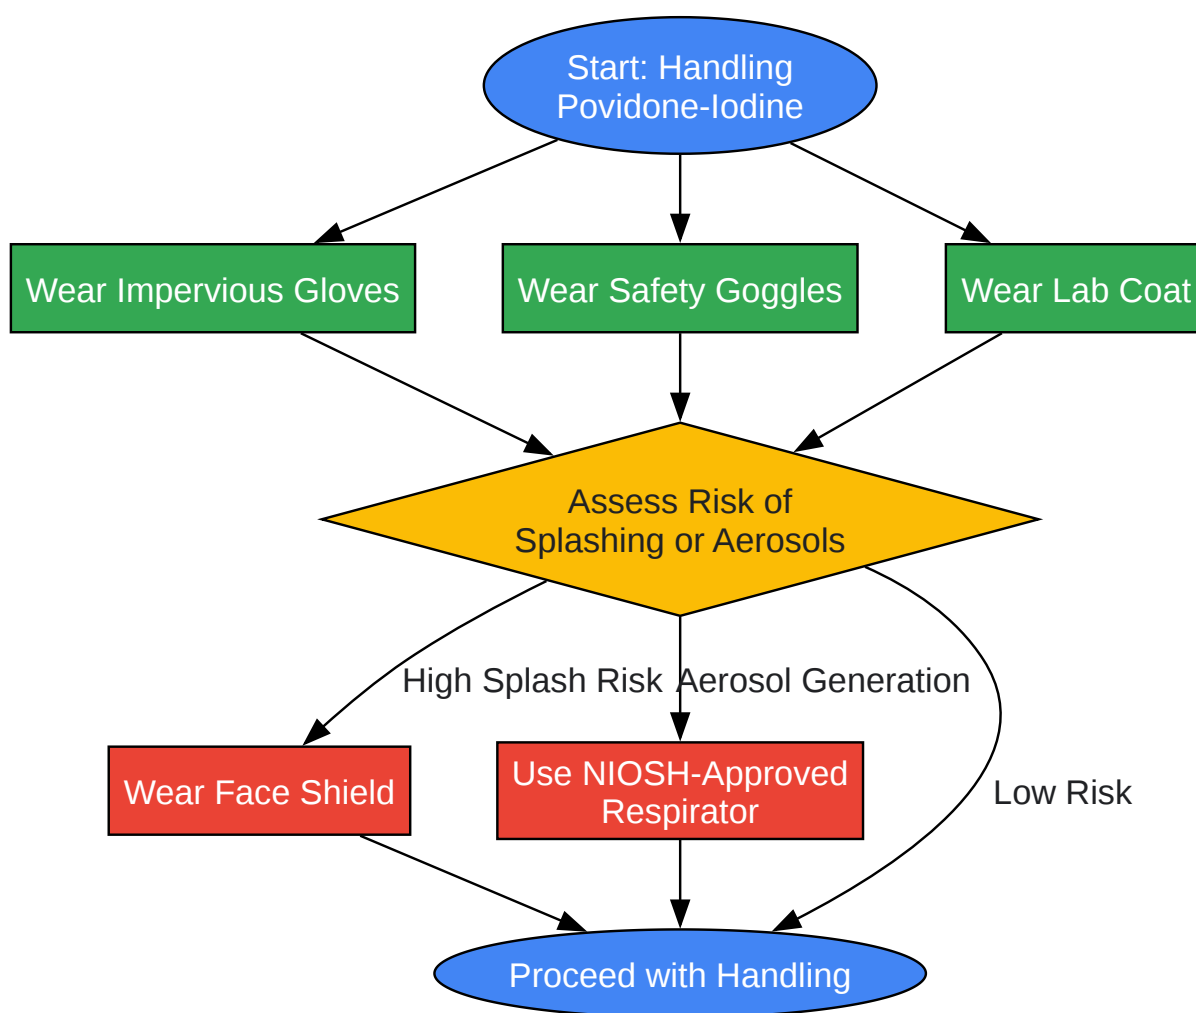 Start: Handling
Povidone-Iodine
Wear Impervious Gloves
Wear Safety Goggles
Wear Lab Coat
Assess Risk of
Splashing or Aerosols
High Splash Risk
Aerosol Generation
Wear Face Shield
Use NIOSH-Approved
Respirator
Low Risk
Proceed with Handling